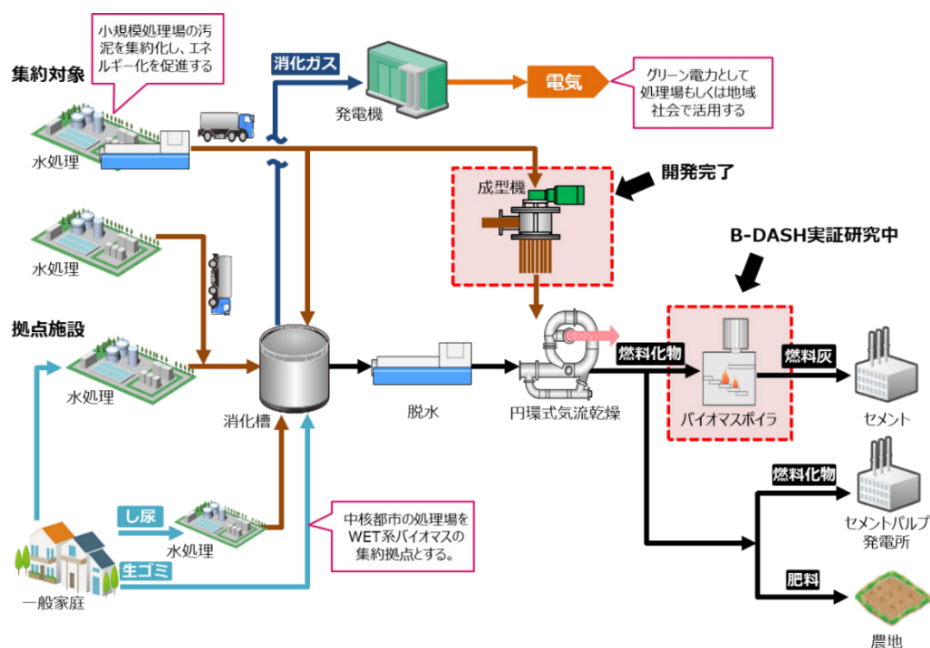 小規模処理場の汚
泥を集約化し、エネ
ルギー化を促進する
集約対象
水処理
消化ガス
発電機
電気
グリーン電力として
処理場もしくは地域
社会で活用する
成型機
開発完了
水処理
B-DASH実証研究中
拠点施設
水処理
消化槽
脱水
円環式気流乾燥
燃料化物
バイオマスボイラ
燃料灰
セメント
燃料化物
セメントパルプ
発電所
し尿
水処理
中核都市の処理場を
WET系バイオマスの
集約拠点とする。
生ゴミ
一般家庭
肥料
農地